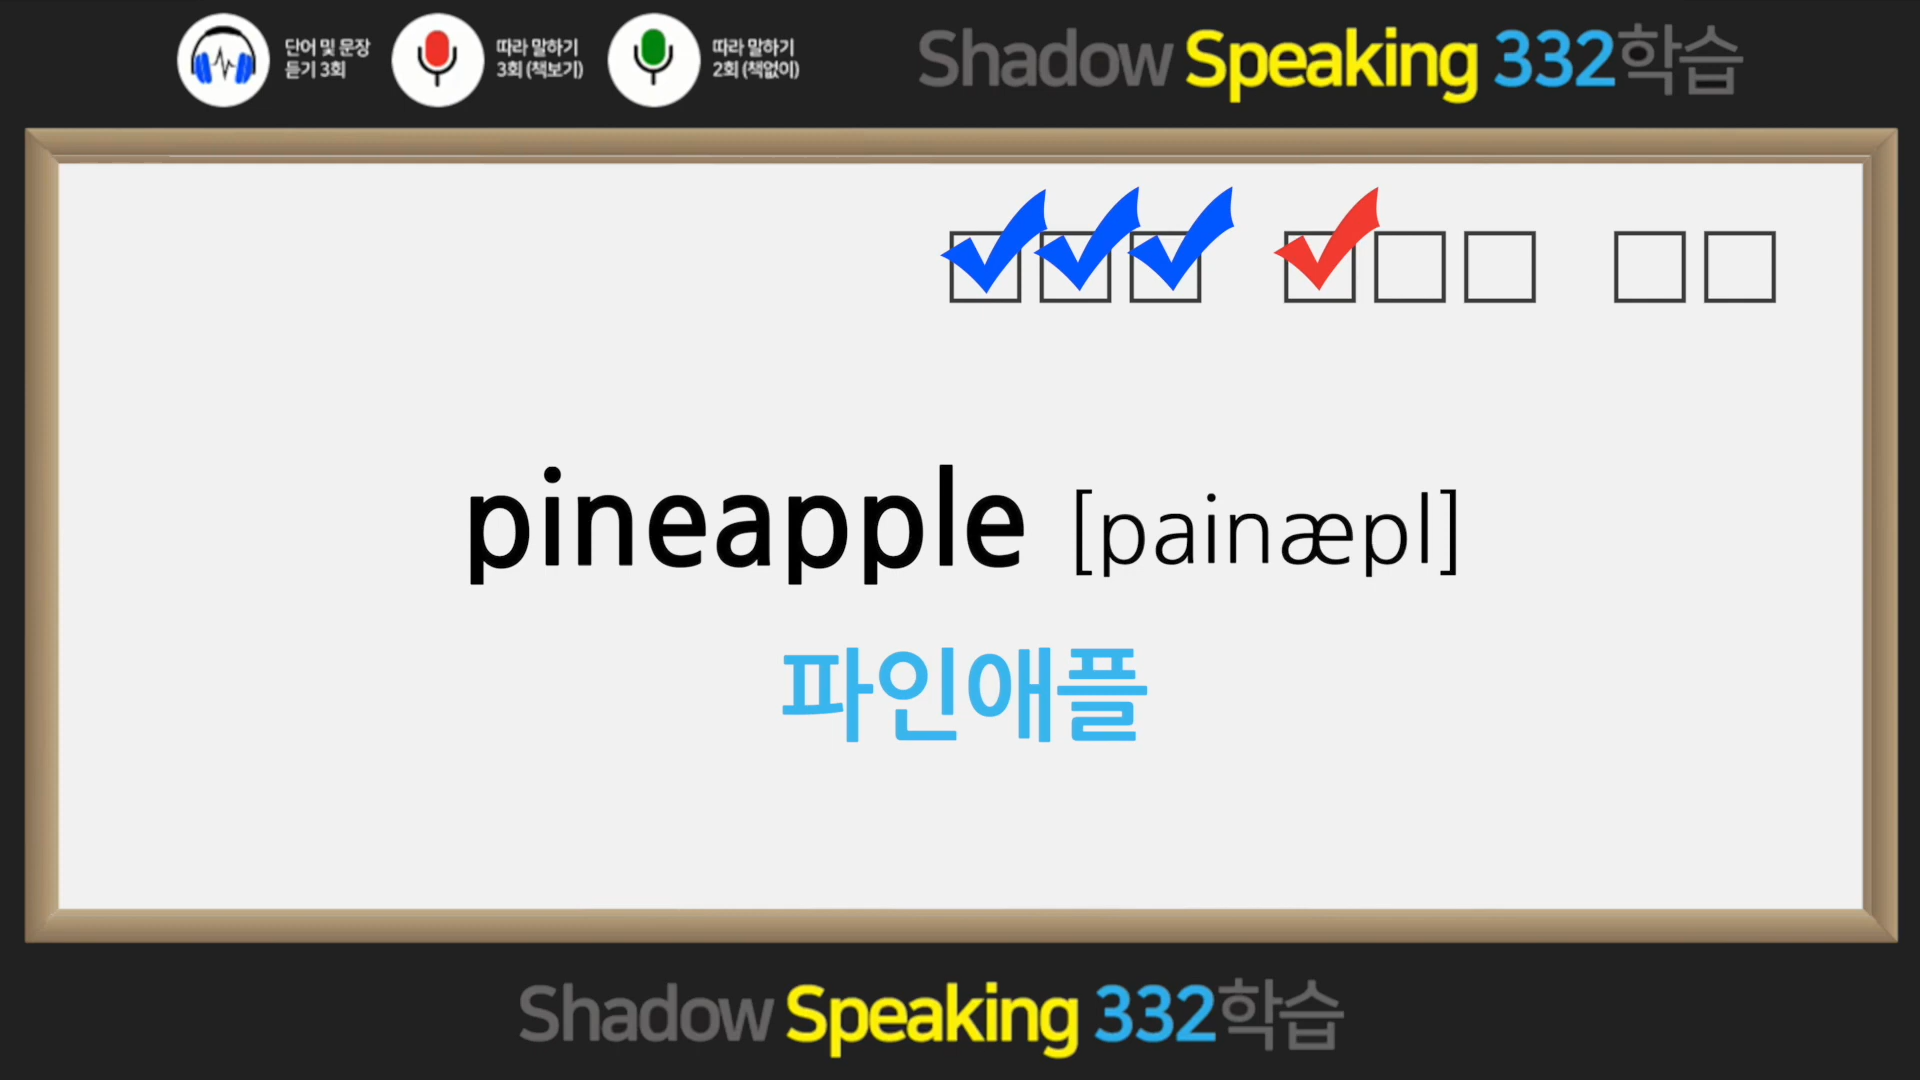 단어 및 문장
듣기 3회
따라 말하기
3회 (책보기)
따라 말하기
2회 (책없이)
Shadow Speaking 332학습
pineapple [painæpl]
파인애플
Shadow Speaking 332학습